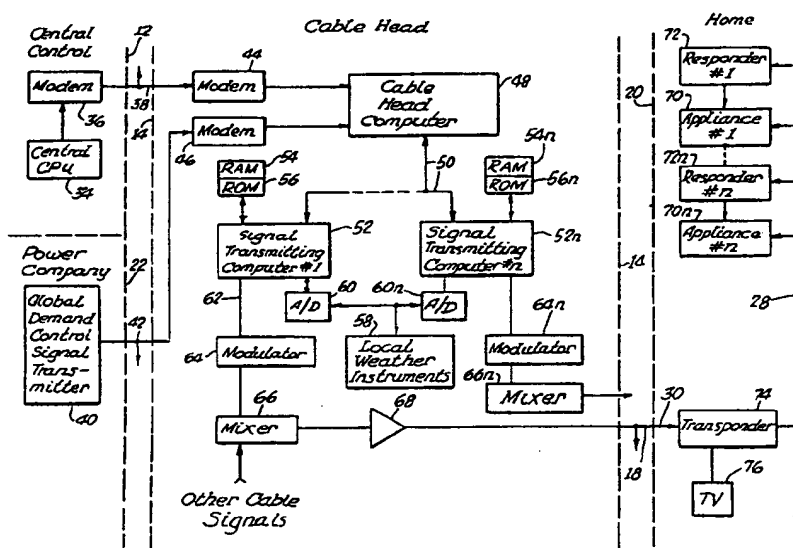 Central Control
12
Cable Head
Home
Modem
36
38
14
44
Modem
46
Modem
48
Cable Head Computer
20
72
Responder #1
70
Appliance #1
72n
Responder #n
70n
Appliance #n
Central CPU
34
RAM
54
ROM
56
50
RAM
54n
ROM
56n
Signal Transmitting Computer #1
52
Signal Transmitting Computer #n
52n
14
Power Company
22
42
Global Demand Control Signal Transmitter
40
62
A/D
60
60n
A/D
58
Local Weather Instruments
64
Modulator
64n
Modulator
66n
Mixer
28
66
Mixer
68
18
30
74
Transponder
76
TV
Other Cable Signals